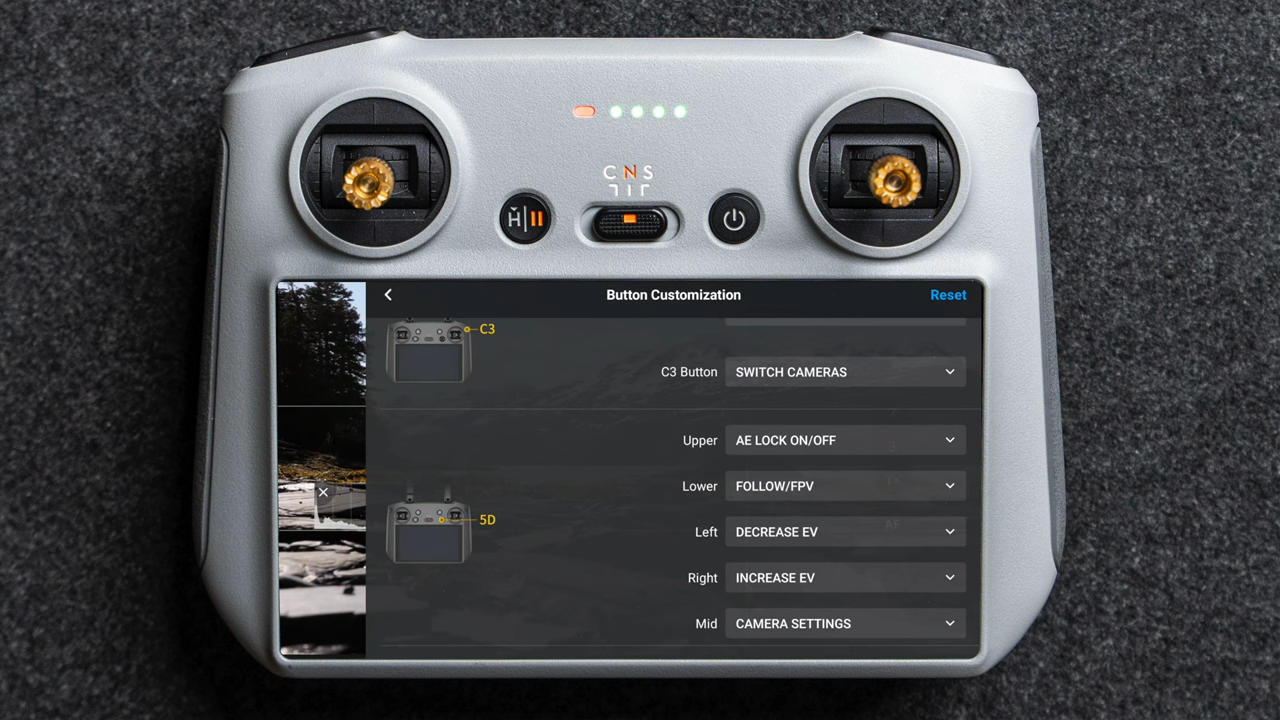 C N S
H
Button Customization
Reset
C3
C3 Button
SWITCH CAMERAS
Upper
AE LOCK ON/OFF
Lower
FOLLOW/FPV
5D
Left
DECREASE EV
Right
INCREASE EV
Mid
CAMERA SETTINGS